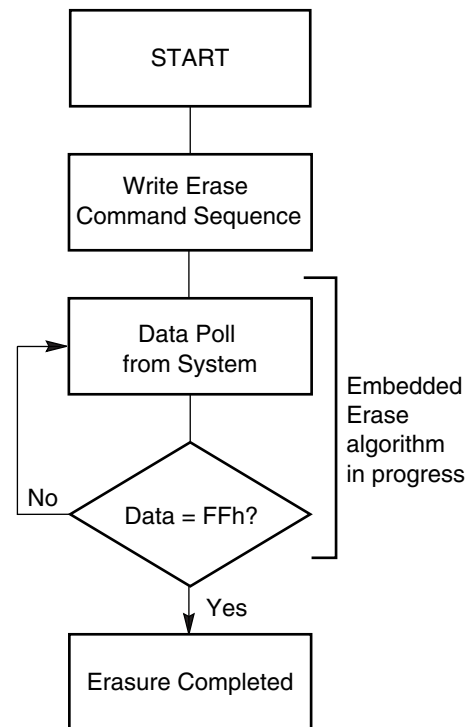 START
Write Erase
Command Sequence
Data Poll
from System
Embedded
Erase
algorithm
in progress
No
Data = FFh?
Yes
Erasure Completed